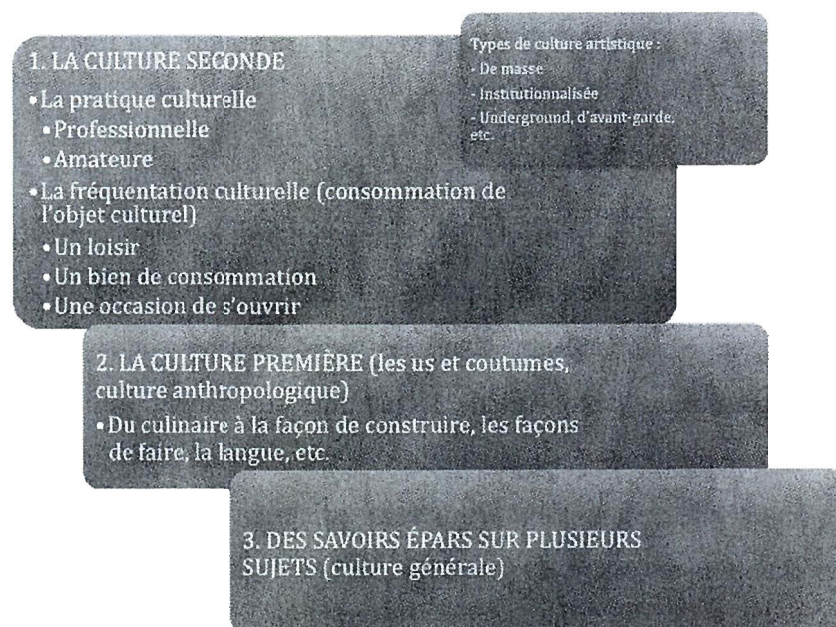 1. LA CULTURE SECONDE
•La pratique culturelle
•Professionnelle
•Amateure
•La fréquentation culturelle (consommation de
l'objet culturel)
•Un loisir
•Un bien de consommation
•Une occasion de s'ouvrir
Types de culture artistique :
- De masse
- Institutionnalisée
- Underground, d'avant-garde,
etc.
2. LA CULTURE PREMIÈRE (les us et coutumes,
culture anthropologique)
•Du culinaire à la façon de construire, les façons
de faire, la langue, etc.
3. DES SAVOIRS ÉPARS SUR PLUSIEURS
SUJETS (culture générale)